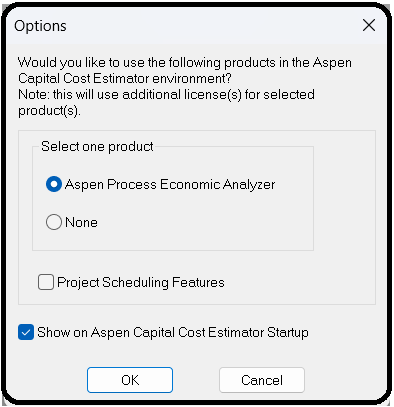 Options
Would you like to use the following products in the Aspen
Capital Cost Estimator environment?
Note: this will use additional license(s) for selected
product(s).
Select one product
Aspen Process Economic Analyzer
None
Project Scheduling Features
Show on Aspen Capital Cost Estimator Startup
OK
Cancel